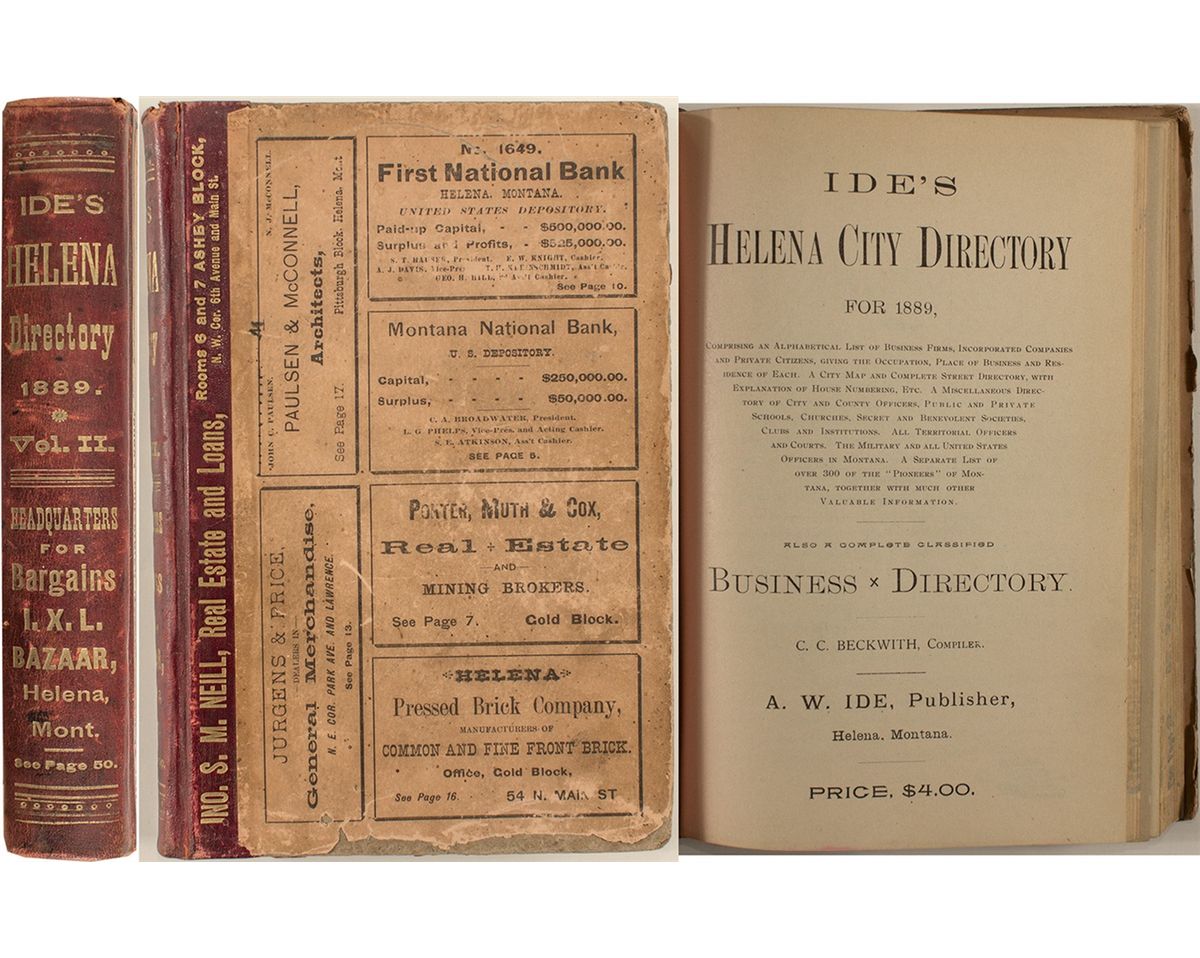 IDE'S
HELENA
Directory
1889.
Vol. II.
HEADQUARTERS
FOR
Bargains
I. X. L.
BAZAAR,
Helena,
Mont.
See Page 50.
JNO. S. M. NEILL, Real Estate and Loans,
Rooms 6 and 7 ASHBY BLOCK,
N. W. Cor. 6th Avenue and Main St.
JOHN C. PAULSEN. N. J. McCONNELL
PAULSEN & McCONNELL,
Architects,
See Page 17. Pittsburgh Block, Helena, Mont
JURGENS & PRICE,
DEALERS IN
General Merchandise,
N. E. COR. PARK AVE. AND LAWRENCE.
See Page 13.
No. 1649.
First National Bank
HELENA, MONTANA.
UNITED STATES DEPOSITORY.
Paid-up Capital, - - $500,000.00.
Surplus and Profits, - $525,000.00.
S. T. HAUSER, President. E. W. KNIGHT, Cashier.
A. J. DAVIS, Vice-Pres T. H. KLEINSCHMIDT, Ass't Cashier.
GEO. H. HILL, Ass't Cashier.
See Page 10.
Montana National Bank,
U. S. DEPOSITORY.
Capital, - - - - $250,000.00.
Surplus, - - - - $50,000.00.
C. A. BROADWATER, President.
L. G PHELPS, Vice-Pres. and Acting Cashier.
S. E. ATKINSON, Ass't Cashier.
SEE PAGE 5.
PORTER, MUTH & COX,
Real ÷ Estate
—AND—
MINING BROKERS.
See Page 7. Gold Block.
HELENA
Pressed Brick Company,
MANUFACTURERS OF
COMMON AND FINE FRONT BRICK.
Office, Gold Block,
See Page 16. 54 N. MAIN ST
IDE'S
HELENA CITY DIRECTORY
FOR 1889,
COMPRISING AN ALPHABETICAL LIST OF BUSINESS FIRMS, INCORPORATED COMPANIES
AND PRIVATE CITIZENS, GIVING THE OCCUPATION, PLACE OF BUSINESS AND RES-
IDENCE OF EACH. A CITY MAP AND COMPLETE STREET DIRECTORY, WITH
EXPLANATION OF HOUSE NUMBERING, ETC. A MISCELLANEOUS DIREC-
TORY OF CITY AND COUNTY OFFICERS, PUBLIC AND PRIVATE
SCHOOLS, CHURCHES, SECRET AND BENEVOLENT SOCIETIES,
CLUBS AND INSTITUTIONS. ALL TERRITORIAL OFFICERS
AND COURTS. THE MILITARY AND ALL UNITED STATES
OFFICERS IN MONTANA. A SEPARATE LIST OF
OVER 300 OF THE "PIONEERS" OF MON-
TANA, TOGETHER WITH MUCH OTHER
VALUABLE INFORMATION.
ALSO A COMPLETE CLASSIFIED
BUSINESS × DIRECTORY.
C. C. BECKWITH, COMPILER.
A. W. IDE, Publisher,
Helena, Montana.
PRICE, $4.00.